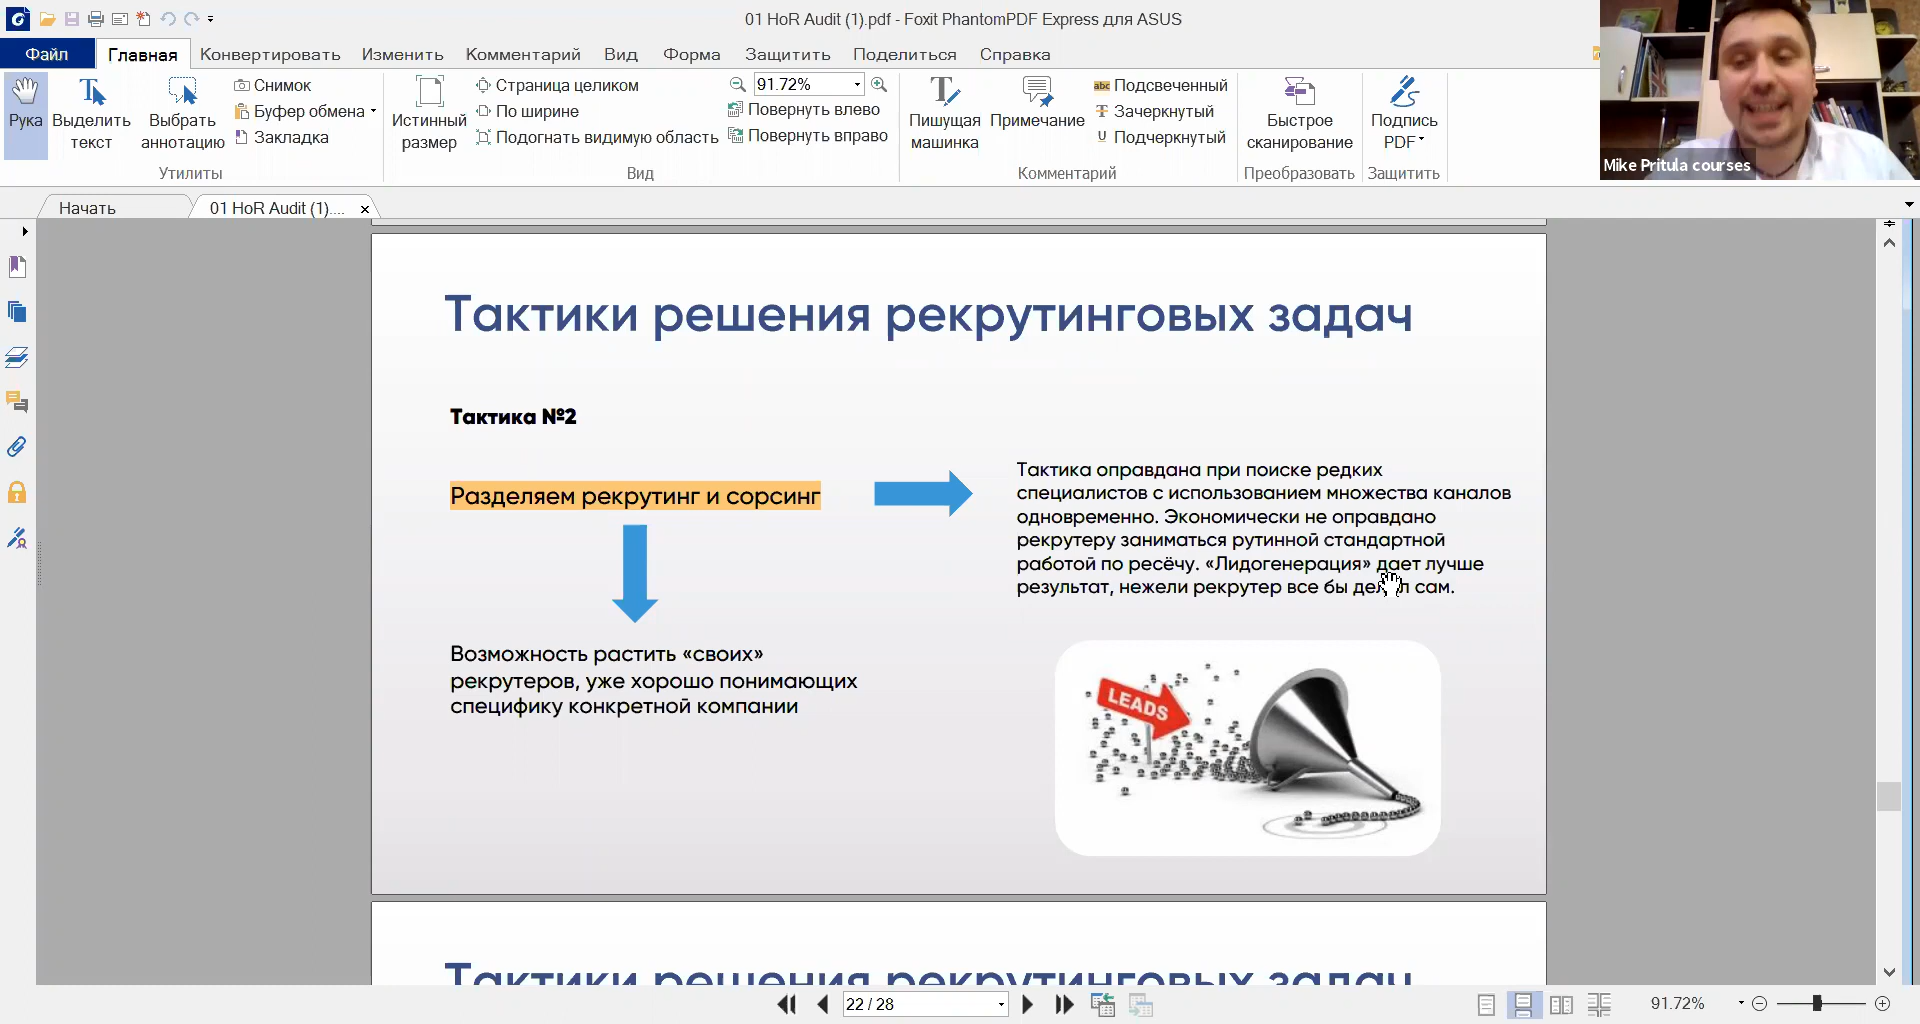 01 HoR Audit (1).pdf - Foxit PhantomPDF Express для ASUS
Файл
Главная
Конвертировать
Изменить
Комментарий
Вид
Форма
Защитить
Поделиться
Справка
Рука
Выделить
текст
Выбрать
аннотацию
Снимок
Буфер обмена
Закладка
Утилиты
Истинный
размер
Страница целиком
По ширине
Подогнать видимую область
91.72%
Повернуть влево
Повернуть вправо
Вид
Пишущая
машинка
Примечание
abc Подсвеченный
Зачеркнутый
Подчеркнутый
Комментарий
Быстрое
сканирование
Преобразовать
Подпись
PDF
Защитить
Mike Pritula courses
Начать
01 HoR Audit (1)....
Тактики решения рекрутинговых задач
Тактика №2
Разделяем рекрутинг и сорсинг
Тактика оправдана при поиске редких
специалистов с использованием множества каналов
одновременно. Экономически не оправдано
рекрутеру заниматься рутинной стандартной
работой по ресёчу. «Лидогенерация» дает лучше
результат, нежели рекрутер все бы делал сам.
Возможность растить «своих»
рекрутеров, уже хорошо понимающих
специфику конкретной компании
LEADS
Тактики решения рекрутинговых задач
22 / 28
91.72%